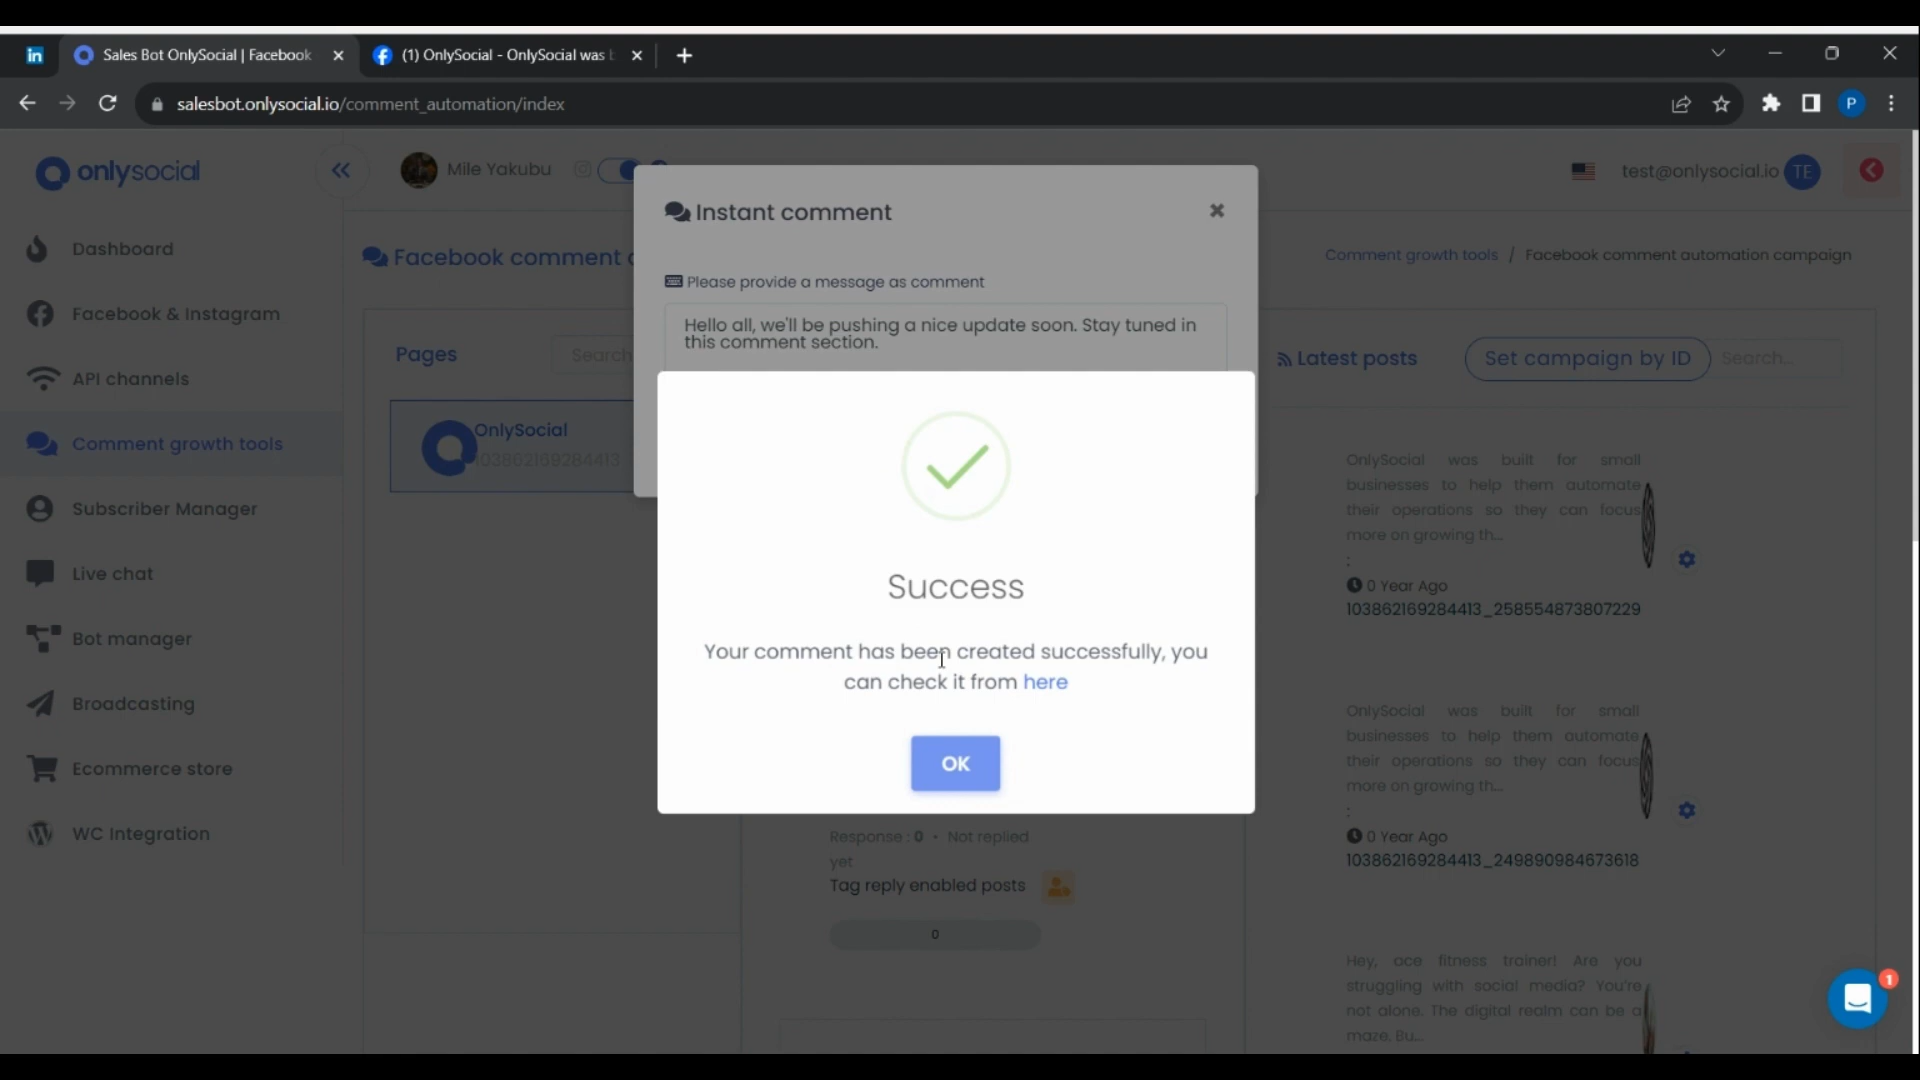 in
Sales Bot OnlySocial | Facebook
(1) OnlySocial - OnlySocial was
salesbot.onlysocial.io/comment_automation/index
P
onlysocial
Mile Yakubu
test@onlysocial.io
TE
Dashboard
Facebook & Instagram
API channels
Comment growth tools
Subscriber Manager
Live chat
Bot manager
Broadcasting
Ecommerce store
WC Integration
Facebook comment
Comment growth tools / Facebook comment automation campaign
Pages
Search
OnlySocial
103862169284413
Instant comment
Please provide a message as comment
Hello all, we'll be pushing a nice update soon. Stay tuned in
this comment section.
Success
Your comment has been created successfully, you
can check it from here
OK
Response : 0 • Not replied
yet
Tag reply enabled posts
0
Latest posts
Set campaign by ID
Search...
OnlySocial was built for small
businesses to help them automate
their operations so they can focus
more on growing th...
:
0 Year Ago
103862169284413_258554873807229
OnlySocial was built for small
businesses to help them automate
their operations so they can focus
more on growing th...
:
0 Year Ago
103862169284413_249890984673618
Hey, ace fitness trainer! Are you
struggling with social media? You're
not alone. The digital realm can be a
maze. Bu...
1